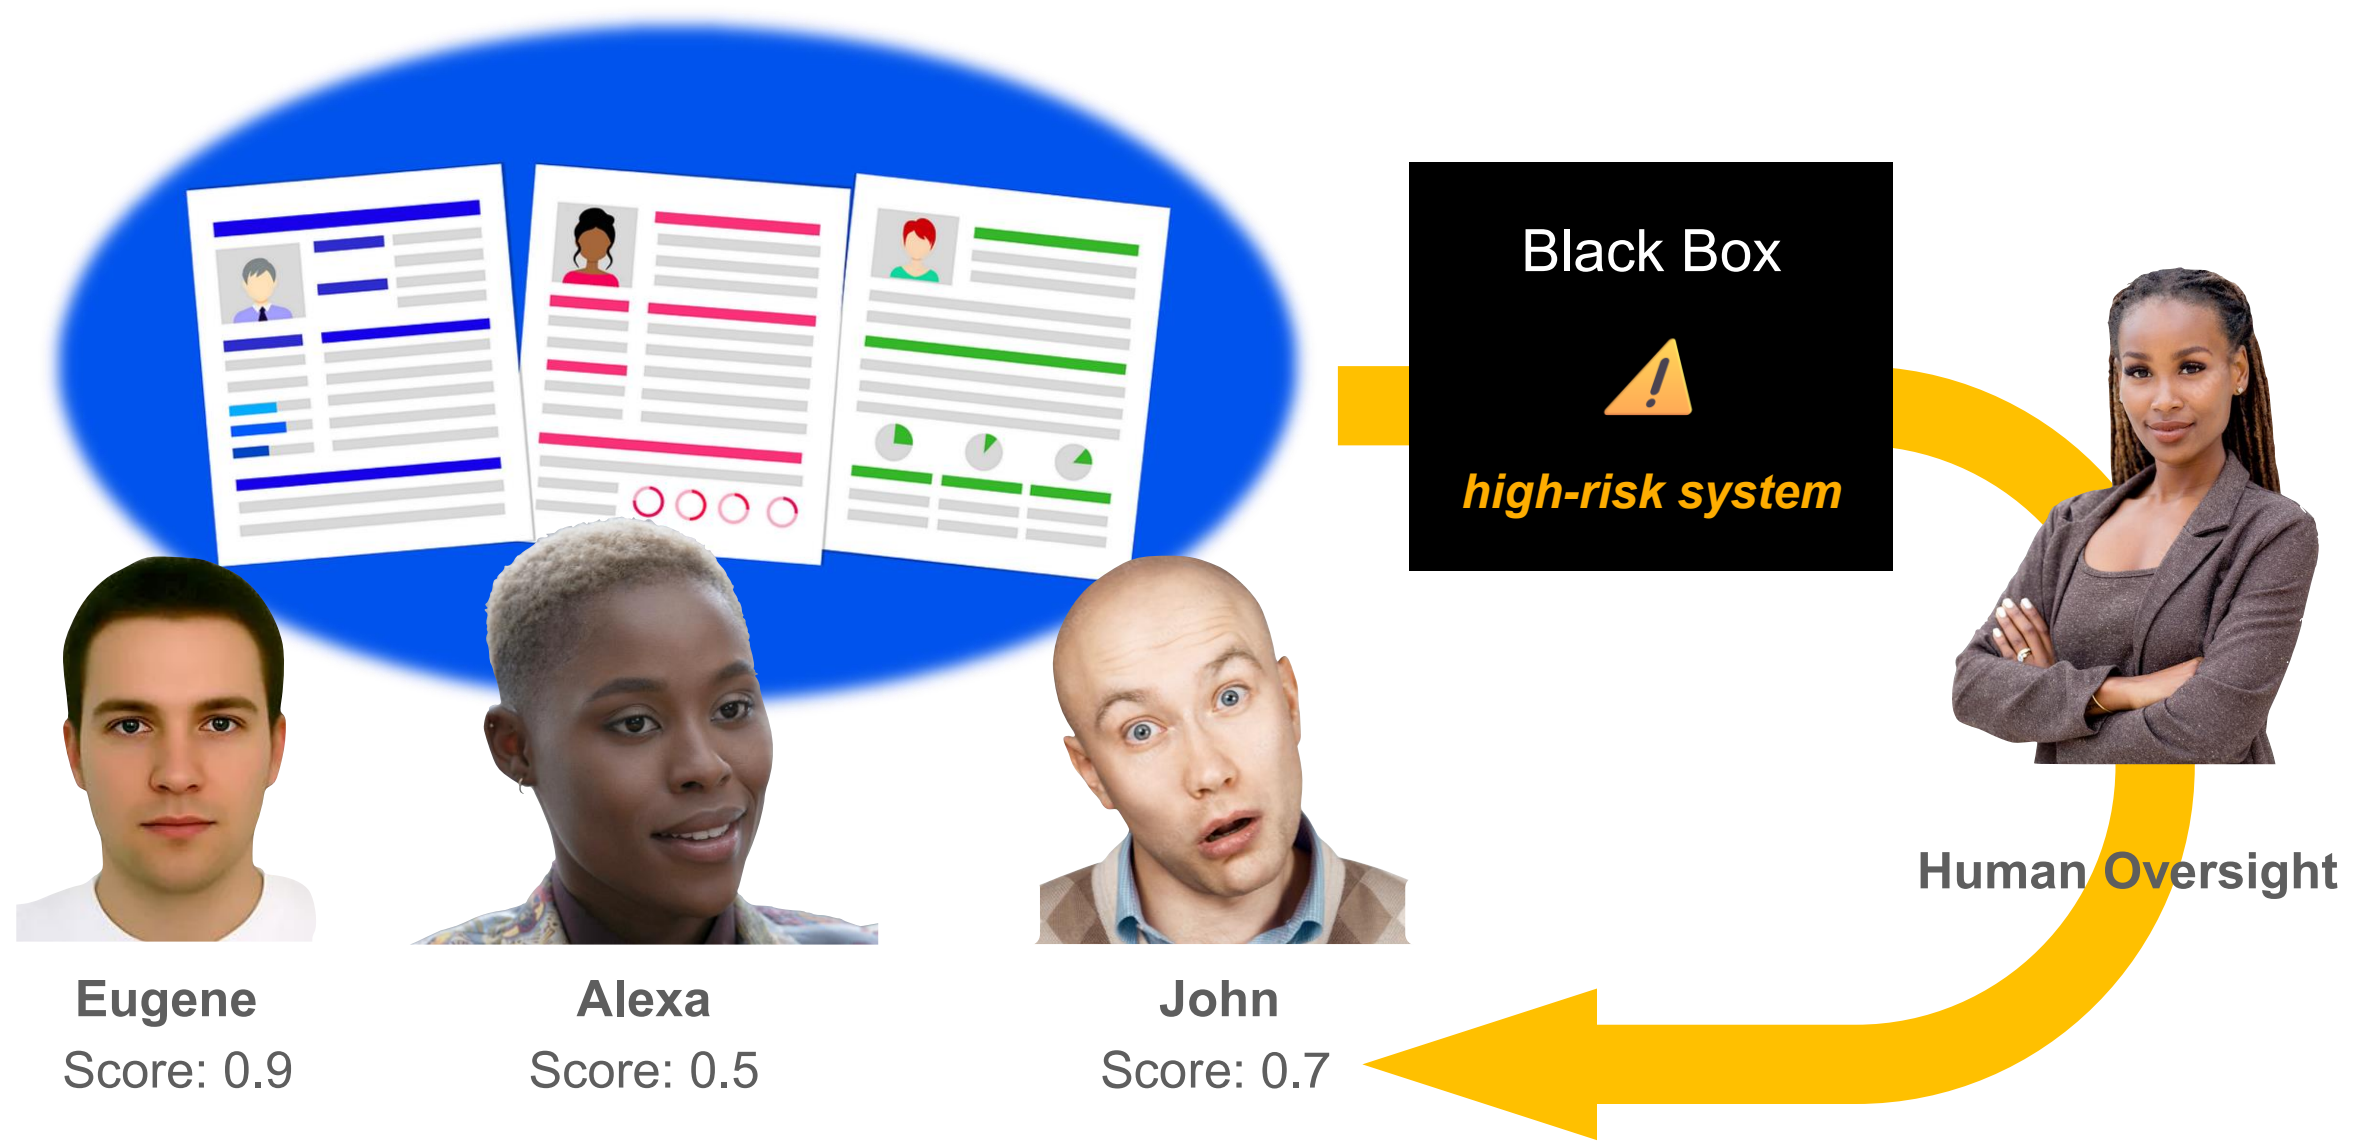 Black Box
high-risk system
Human Oversight
Eugene
Score: 0.9
Alexa
Score: 0.5
John
Score: 0.7